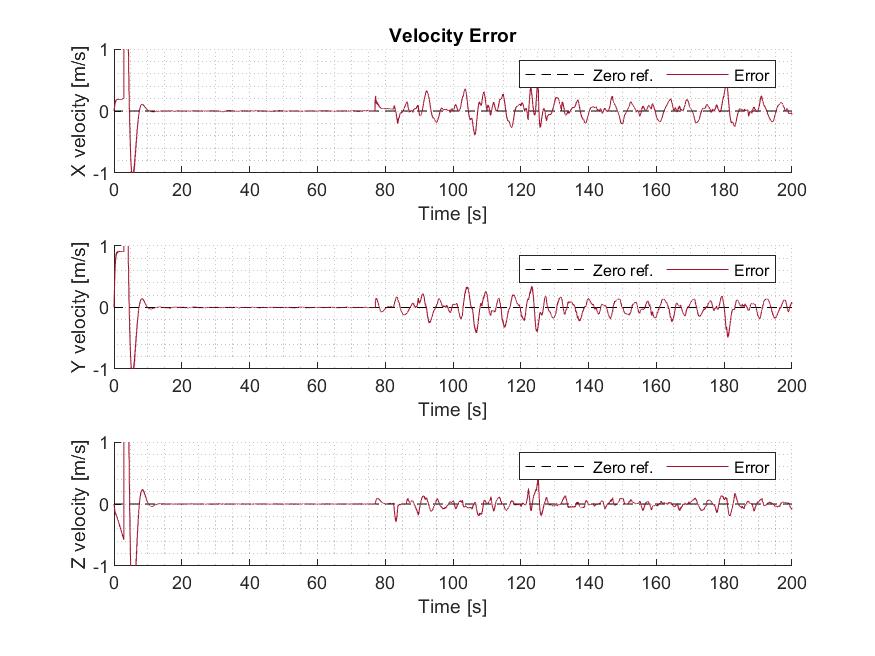 Velocity Error
X velocity [m/s]
1
0
-1
Zero ref. Error
0 20 40 60 80 100 120 140 160 180 200
Time [s]
Y velocity [m/s]
1
0
-1
Zero ref. Error
0 20 40 60 80 100 120 140 160 180 200
Time [s]
Z velocity [m/s]
1
0
-1
Zero ref. Error
0 20 40 60 80 100 120 140 160 180 200
Time [s]